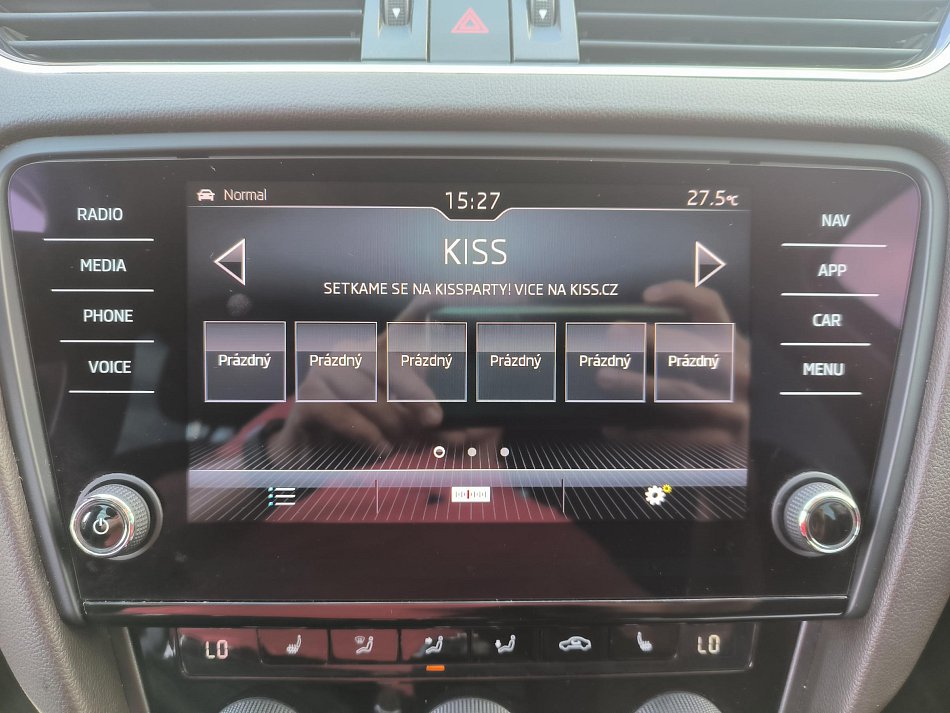 Normal
15:27
27.5°C
RADIO
MEDIA
PHONE
VOICE
NAV
APP
CAR
MENU
KISS
SETKAME SE NA KISSPARTY! VICE NA KISS.CZ
Prázdný Prázdný Prázdný Prázdný Prázdný Prázdný
LO
LO